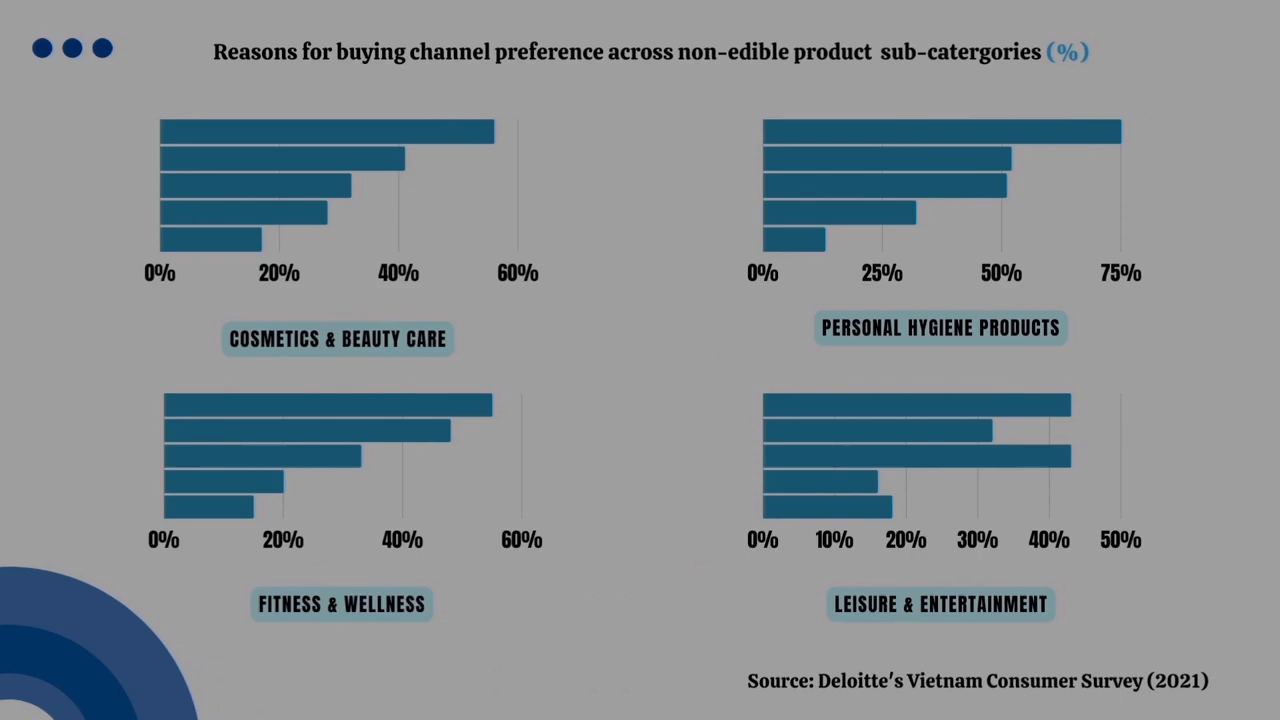 Reasons for buying channel preference across non-edible product sub-catergories (%)
0% 20% 40% 60%
COSMETICS & BEAUTY CARE
0% 25% 50% 75%
PERSONAL HYGIENE PRODUCTS
0% 20% 40% 60%
FITNESS & WELLNESS
0% 10% 20% 30% 40% 50%
LEISURE & ENTERTAINMENT
Source: Deloitte's Vietnam Consumer Survey (2021)